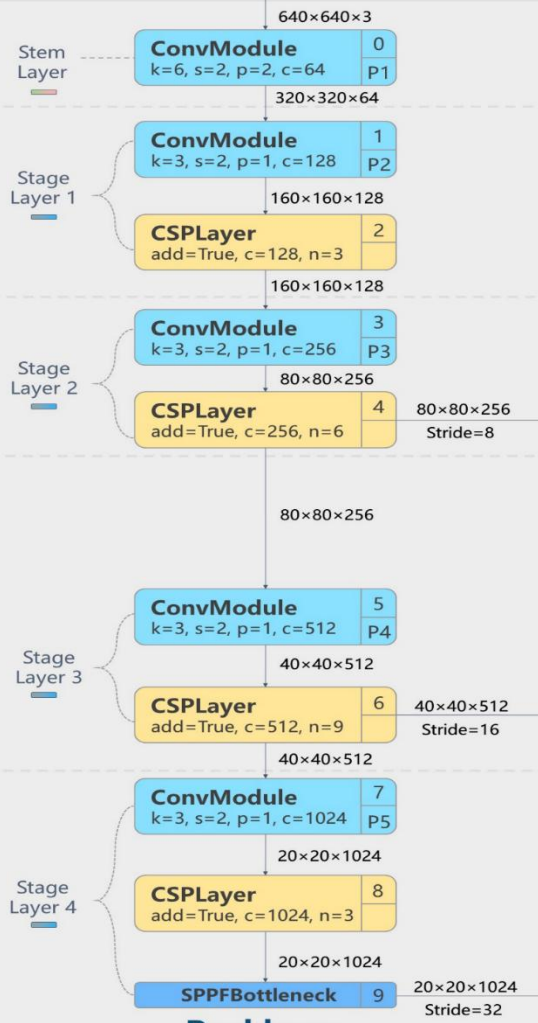 640×640×3
Stem
Layer
ConvModule
k=6, s=2, p=2, c=64
0
P1
320×320×64
Stage
Layer 1
ConvModule
k=3, s=2, p=1, c=128
1
P2
160×160×128
CSPLayer
add=True, c=128, n=3
2
160×160×128
Stage
Layer 2
ConvModule
k=3, s=2, p=1, c=256
3
P3
80×80×256
CSPLayer
add=True, c=256, n=6
4
80×80×256
Stride=8
80×80×256
Stage
Layer 3
ConvModule
k=3, s=2, p=1, c=512
5
P4
40×40×512
CSPLayer
add=True, c=512, n=9
6
40×40×512
Stride=16
40×40×512
Stage
Layer 4
ConvModule
k=3, s=2, p=1, c=1024
7
P5
20×20×1024
CSPLayer
add=True, c=1024, n=3
8
20×20×1024
SPPFBottleneck
9
20×20×1024
Stride=32